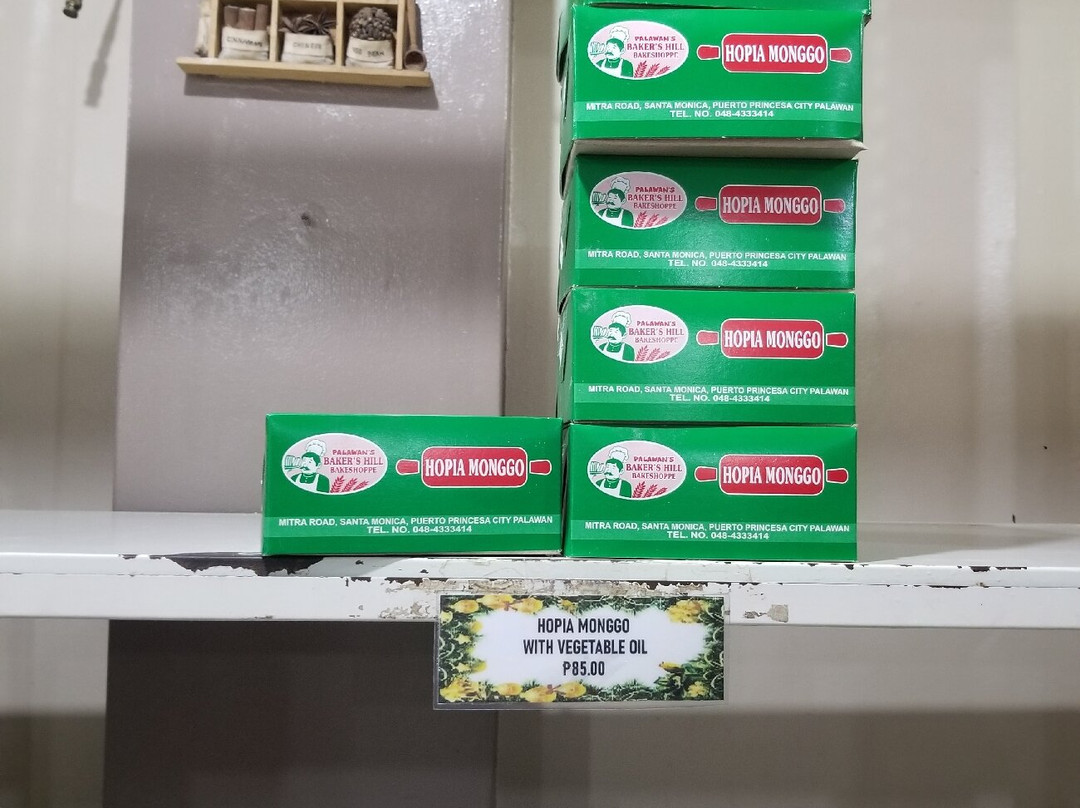 CINNAMON
PALAWAN'S
BAKER'S HILL
BAKESHOPPE
HOPIA MONGGO
MITRA ROAD, SANTA MONICA, PUERTO PRINCESA CITY PALAWAN
TEL. NO. 048-4333414
PALAWAN'S
BAKER'S HILL
BAKESHOPPE
HOPIA MONGGO
MITRA ROAD, SANTA MONICA, PUERTO PRINCESA CITY PALAWAN
TEL. NO. 048-4333414
PALAWAN'S
BAKER'S HILL
BAKESHOPPE
HOPIA MONGGO
MITRA ROAD, SANTA MONICA, PUERTO PRINCESA CITY PALAWAN
TEL. NO. 048-4333414
PALAWAN'S
BAKER'S HILL
BAKESHOPPE
HOPIA MONGGO
MITRA ROAD, SANTA MONICA, PUERTO PRINCESA CITY PALAWAN
TEL. NO. 048-4333414
PALAWAN'S
BAKER'S HILL
BAKESHOPPE
HOPIA MONGGO
MITRA ROAD, SANTA MONICA, PUERTO PRINCESA CITY PALAWAN
TEL. NO. 048-4333414
HOPIA MONGGO
WITH VEGETABLE OIL
₱85.00